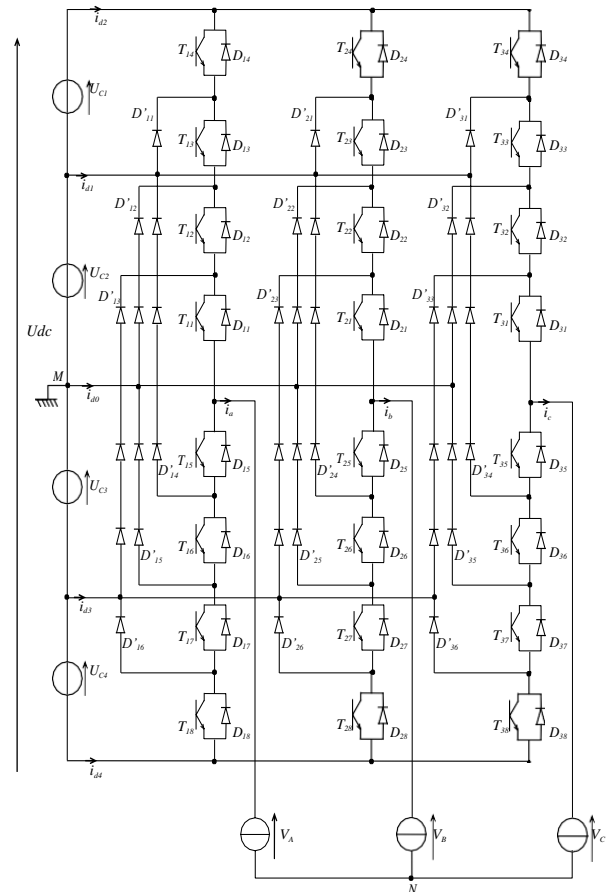 i_d2
T_14 D_14 T_24 D_24 T_34 D_34
U_C1
D'_11 D'_21 D'_31
T_13 D_13 T_23 D_23 T_33 D_33
i_d1
D'_12 D'_22 D'_32
T_12 D_12 T_22 D_22 T_32 D_32
U_C2
D'_13 D'_23 D'_33
T_11 D_11 T_21 D_21 T_31 D_31
Udc
M
i_d0
i_a i_b i_c
T_15 D_15 T_25 D_25 T_35 D_35
D'_14 D'_24 D'_34
U_C3
T_16 D_16 T_26 D_26 T_36 D_36
D'_15 D'_25 D'_35
i_d3
T_17 D_17 T_27 D_27 T_37 D_37
D'_16 D'_26 D'_36
U_C4
T_18 D_18 T_28 D_28 T_38 D_38
i_d4
V_A V_B V_C
N